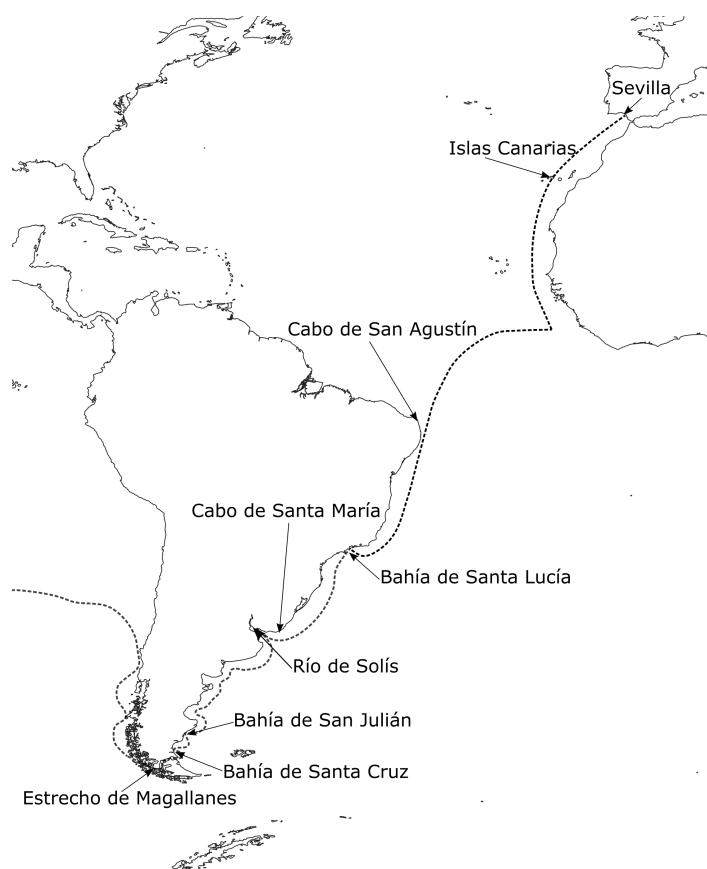 Sevilla
Islas Canarias
Cabo de San Agustín
Cabo de Santa María
Bahía de Santa Lucía
Río de Solís
Bahía de San Julián
Bahía de Santa Cruz
Estrecho de Magallanes